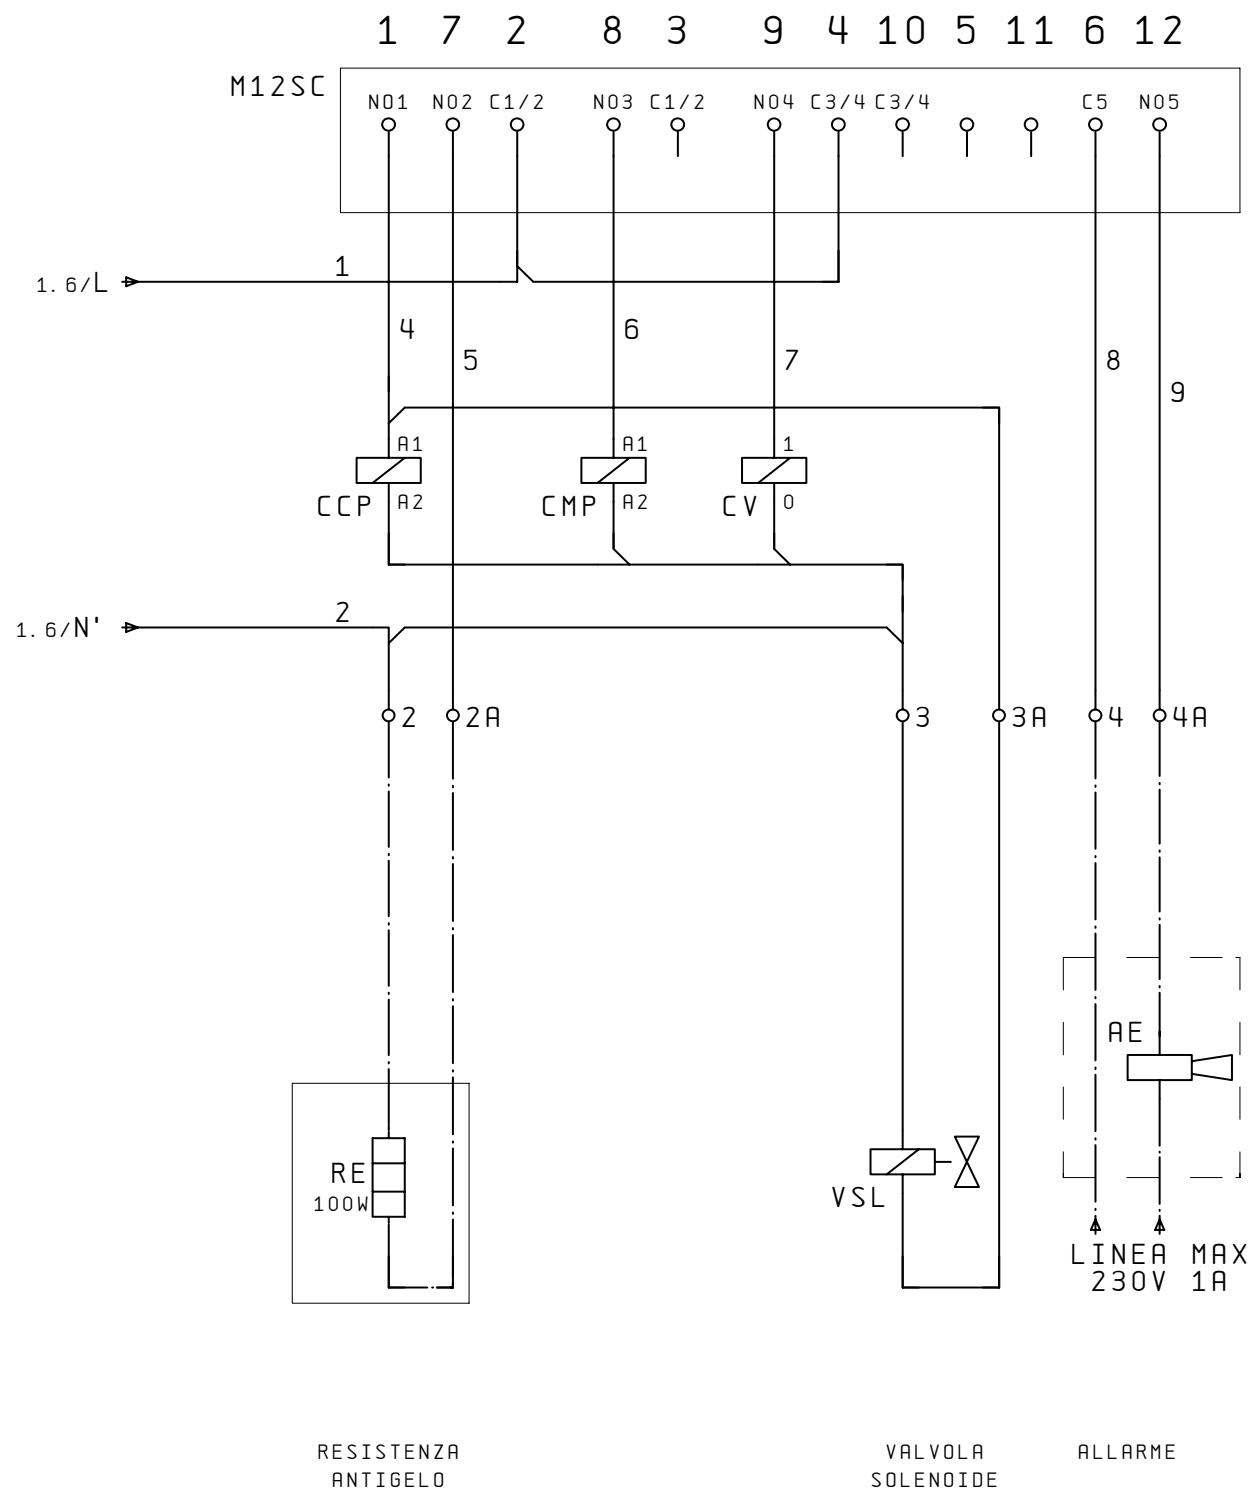 1 7 2 8 3 9 4 10 5 11 6 12
M12SC
NO1 NO2 C1/2 NO3 C1/2 NO4 C3/4 C3/4 C5 NO5
1.6/L
1
4
5
6
7
8
9
A1
CCP
A2
A1
CMP
A2
1
CV
0
1.6/N'
2
2 2A 3 3A 4 4A
AE
RE
100W
VSL
LINEA MAX
230V 1A
RESISTENZA
ANTIGELO
VALVOLA
SOLENOIDE
ALLARME